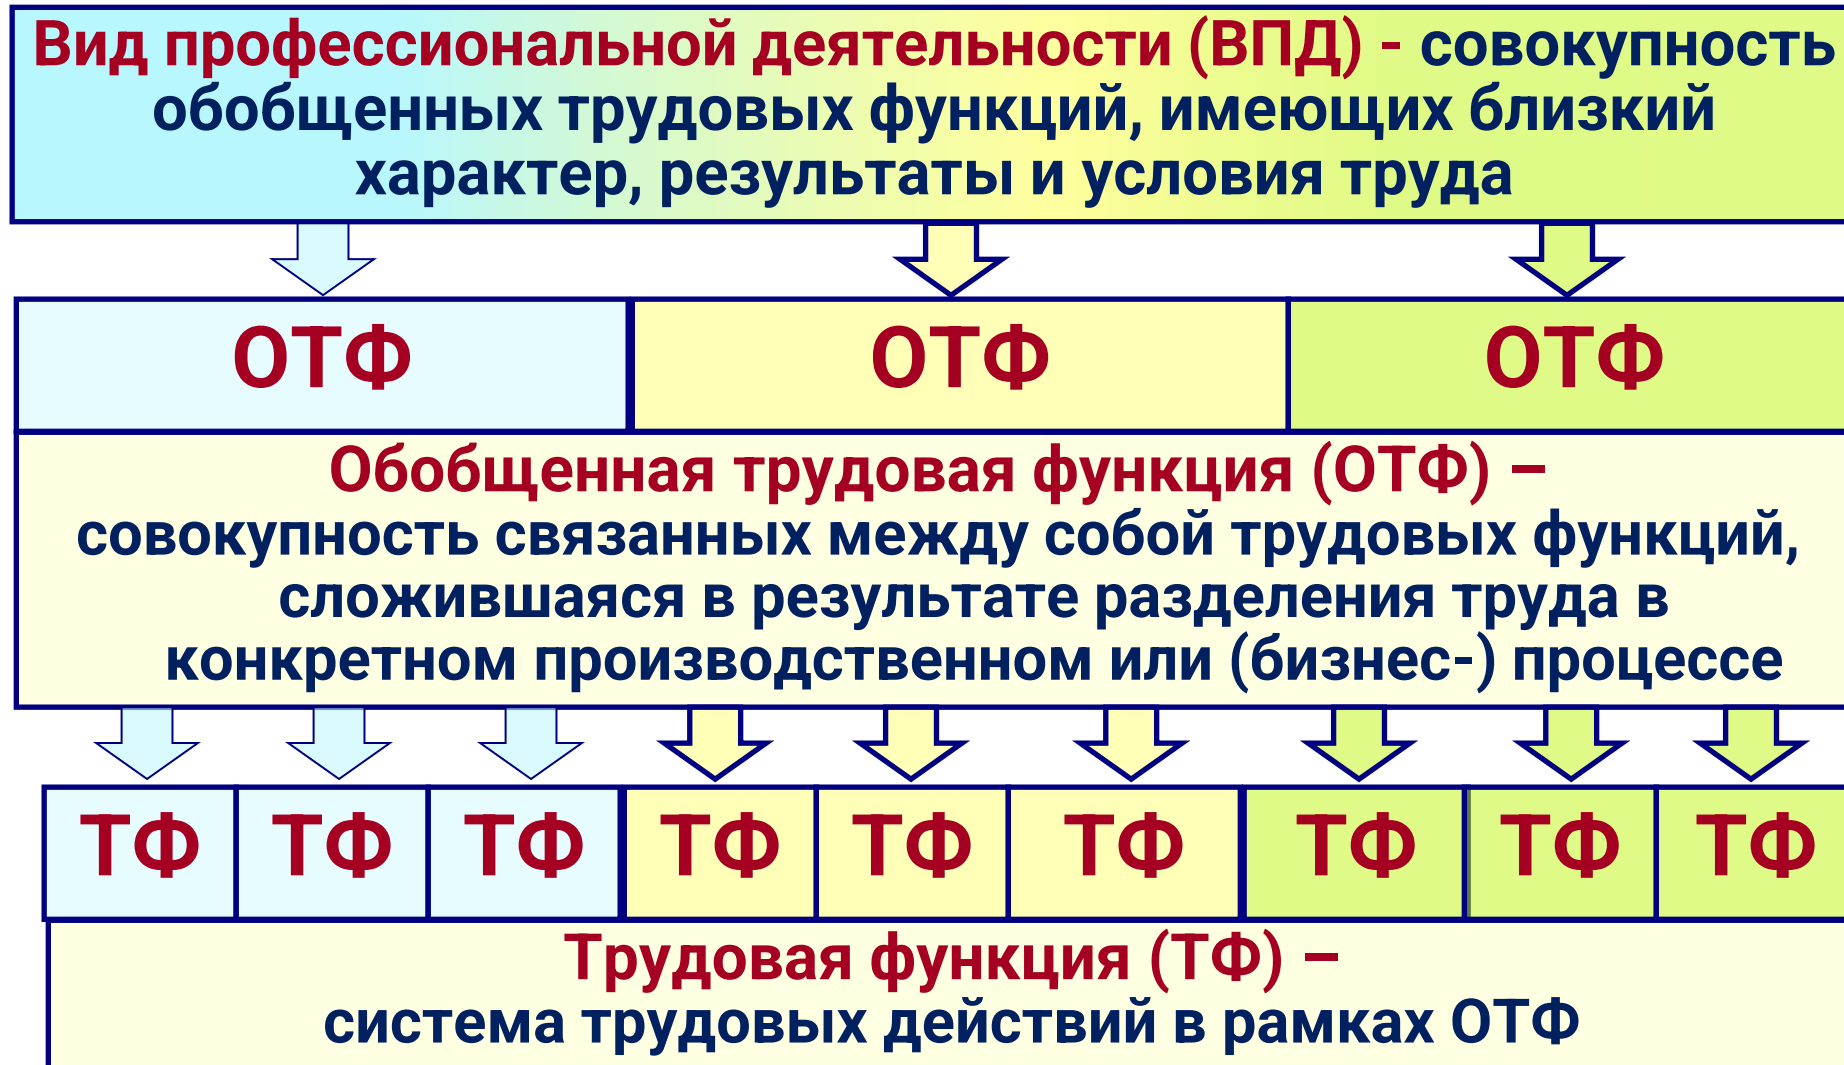 Вид профессиональной деятельности (ВПД) - совокупность
обобщенных трудовых функций, имеющих близкий
характер, результаты и условия труда
ОТФ ОТФ ОТФ
Обобщенная трудовая функция (ОТФ) –
совокупность связанных между собой трудовых функций,
сложившаяся в результате разделения труда в
конкретном производственном или (бизнес-) процессе
ТФ ТФ ТФ ТФ ТФ ТФ ТФ ТФ ТФ
Трудовая функция (ТФ) –
система трудовых действий в рамках ОТФ